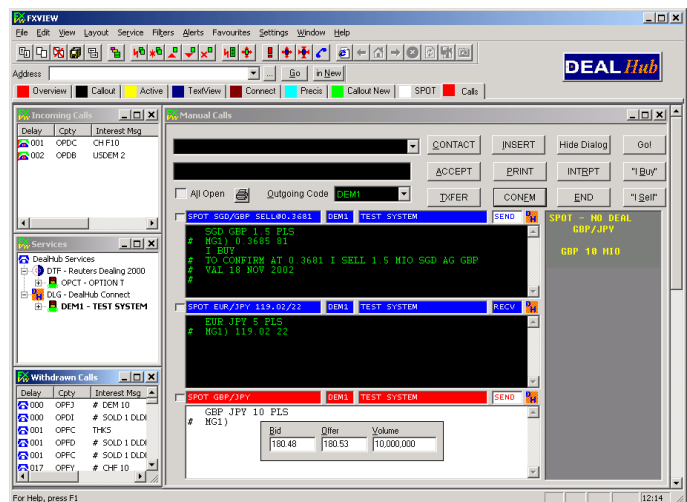 FXVIEW
File Edit View Layout Service Filters Alerts Favourites Settings Window Help
Address ... Go in New
DEAL Hub
Overview Callout Active TextView Connect Precis Callout New SPOT Calls
Incoming Calls
Delay Cpty Interest Msg
001 OPDC CH F10
002 OPDB USDEM 2
Services
DealHub Services
DTF - Reuters Dealing 2000
OPCT - OPTION T
DLG - DealHub Connect
DEM1 - TEST SYSTEM
Withdrawn Calls
Delay Cpty Interest Msg
000 OPFJ # DEM 10
000 OPDI # SOLD 1 DLD
001 OPFC THKS
001 OPFD # SOLD 1 DLD
001 OPFC # SOLD 1 DLD
017 OPFY # CHF 10
Manual Calls
CONTACT INSERT Hide Dialog Go!
ACCEPT PRINT INTRPT "I Buy"
All Open Outgoing Code DEM1 TXFER CONFM END "I Sell"
SPOT SGD/GBP SELL@0.3681 DEM1 TEST SYSTEM SEND
SGD GBP 1.5 PLS
# MG1) 0.3685 81
I BUY
# TO CONFIRM AT 0.3681 I SELL 1.5 MIO SGD AG GBP
# VAL 18 NOV 2002
#
SPOT EUR/JPY 119.02/22 DEM1 TEST SYSTEM RECV
EUR JPY 5 PLS
# MG1) 119.02 22
SPOT GBP/JPY DEM1 TEST SYSTEM SEND
GBP JPY 10 PLS
# MG1)
Bid Offer Volume
180.48 180.53 10,000,000
SPOT - NO DEAL
GBP/JPY
GBP 10 MIO
For Help, press F1
12:14